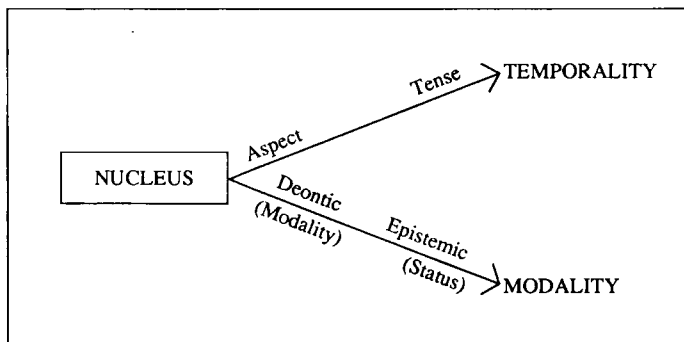 TEMPORALITY
Tense
Aspect
NUCLEUS
Deontic
(Modality)
Epistemic
(Status)
MODALITY